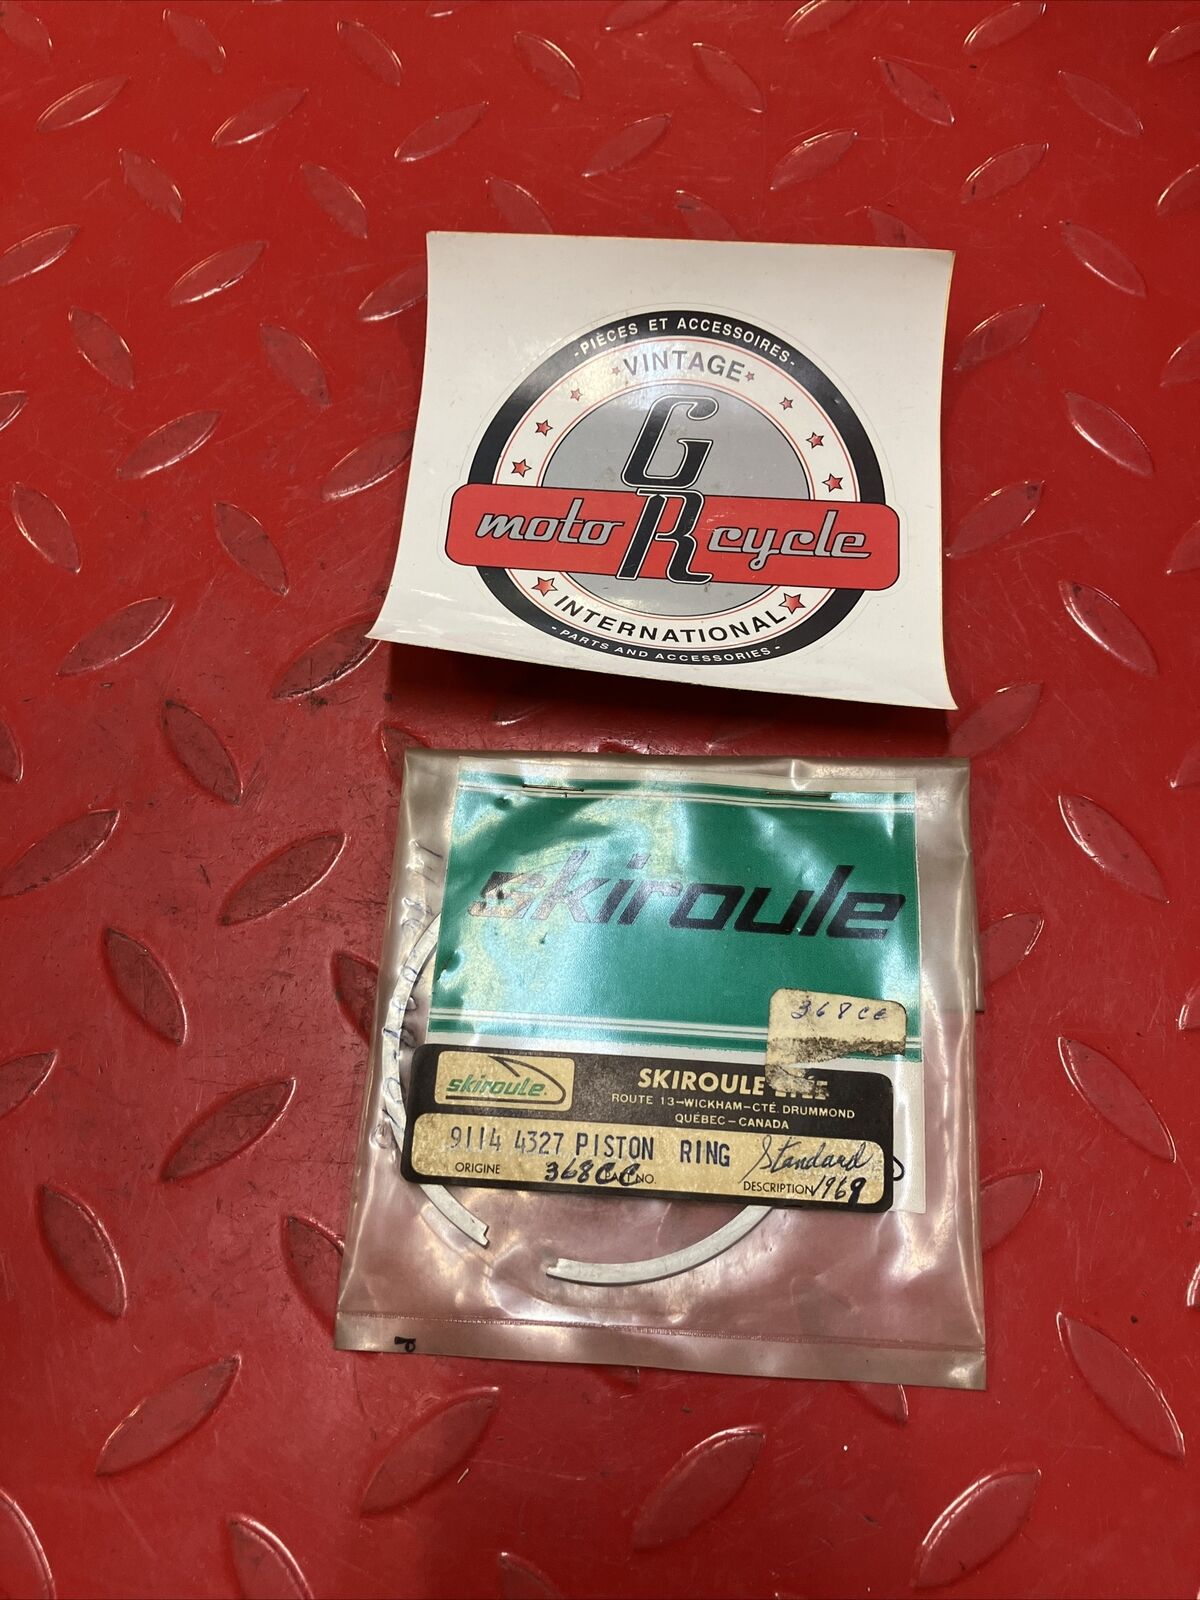 -PIÈCES ET ACCESSOIRES-
VINTAGE
GR
moto cycle
INTERNATIONAL
- PARTS AND ACCESSORIES -
skiroule
368cc
skiroule.
SKIROULE
ROUTE 13-WICKHAM-CTÉ. DRUMMOND
QUÉBEC-CANADA
9114 4327 PISTON RING Standard
ORIGINE 368CC NO. DESCRIPTION 1969